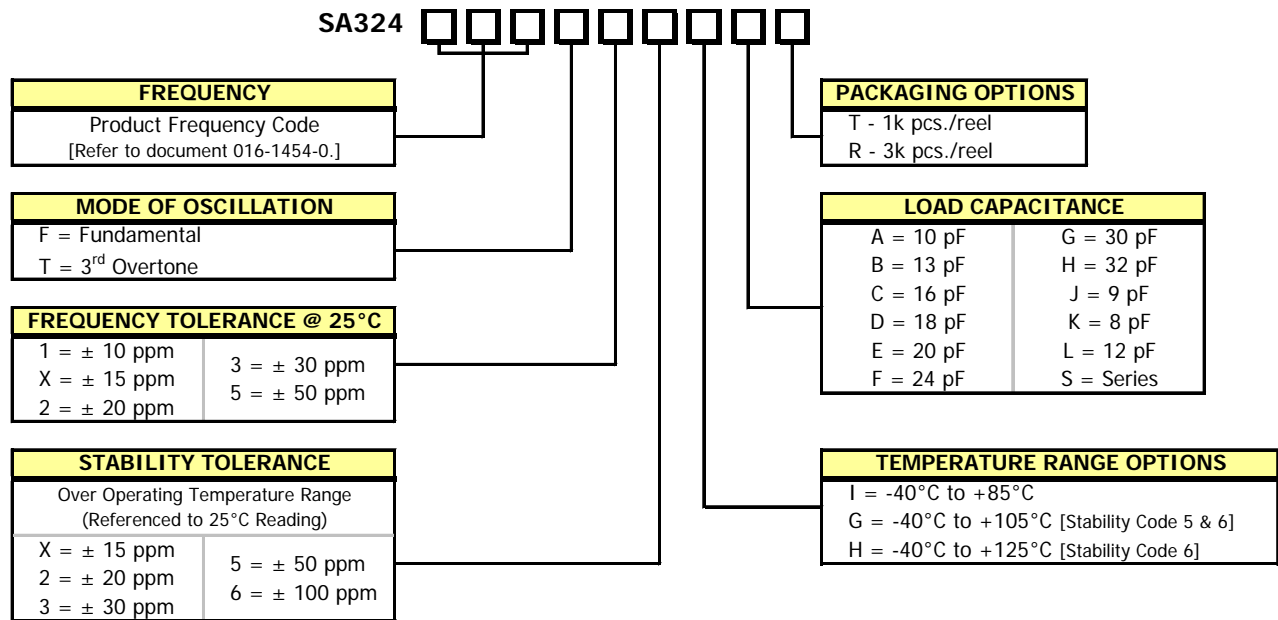 SA324
FREQUENCY
Product Frequency Code
[Refer to document 016-1454-0.]
MODE OF OSCILLATION
F = Fundamental
T = 3rd Overtone
FREQUENCY TOLERANCE @ 25°C
1 = ± 10 ppm
X = ± 15 ppm
2 = ± 20 ppm
3 = ± 30 ppm
5 = ± 50 ppm
STABILITY TOLERANCE
Over Operating Temperature Range
(Referenced to 25°C Reading)
X = ± 15 ppm
2 = ± 20 ppm
3 = ± 30 ppm
5 = ± 50 ppm
6 = ± 100 ppm
PACKAGING OPTIONS
T - 1k pcs./reel
R - 3k pcs./reel
LOAD CAPACITANCE
A = 10 pF
B = 13 pF
C = 16 pF
D = 18 pF
E = 20 pF
F = 24 pF
G = 30 pF
H = 32 pF
J = 9 pF
K = 8 pF
L = 12 pF
S = Series
TEMPERATURE RANGE OPTIONS
I = -40°C to +85°C
G = -40°C to +105°C [Stability Code 5 & 6]
H = -40°C to +125°C [Stability Code 6]